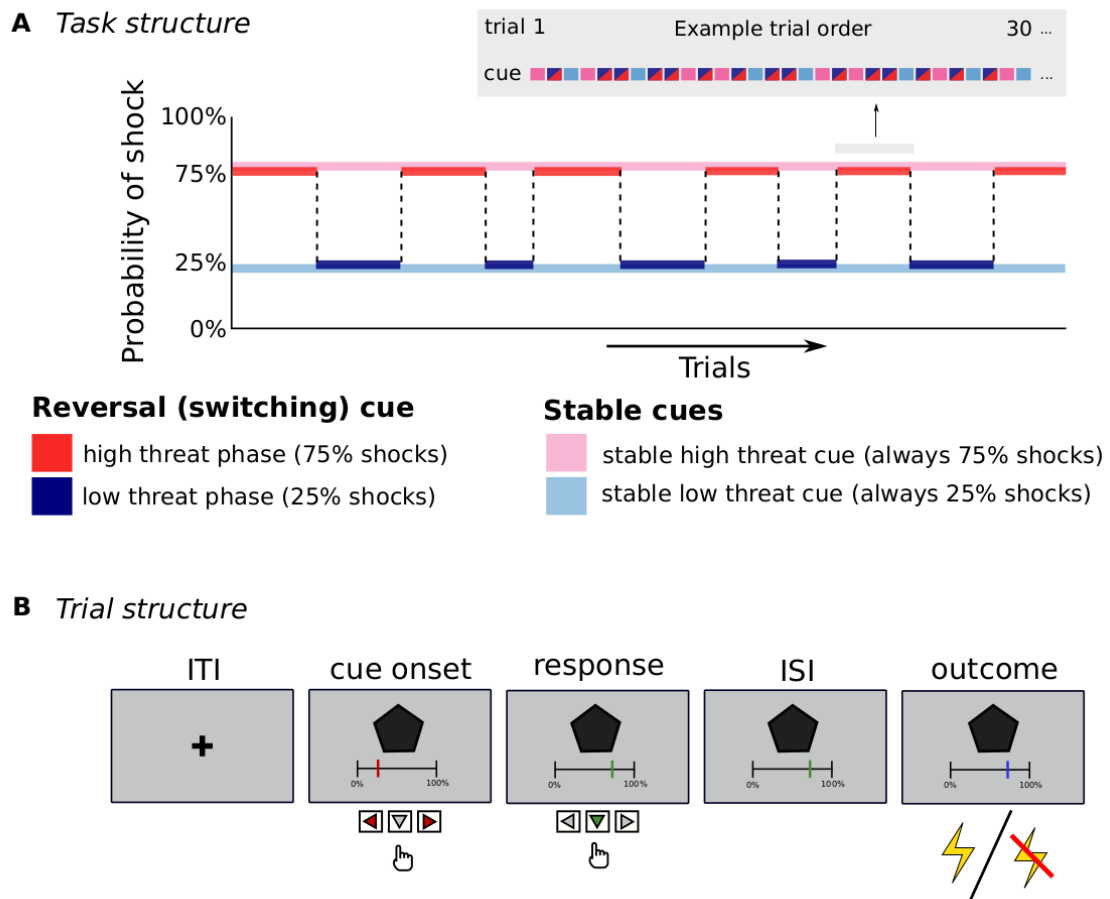 A Task structure
trial 1 Example trial order 30 ...
cue ...
Probability of shock
100%
75%
25%
0%
Trials
Reversal (switching) cue
high threat phase (75% shocks)
low threat phase (25% shocks)
Stable cues
stable high threat cue (always 75% shocks)
stable low threat cue (always 25% shocks)
B Trial structure
ITI cue onset response ISI outcome
0% 100% 0% 100% 0% 100% 0% 100%